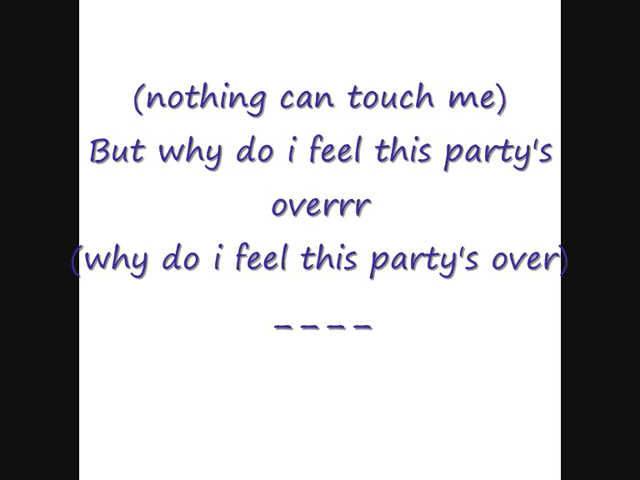 (nothing can touch me)
But why do i feel this party's
overrr
(why do i feel this party's over)
----